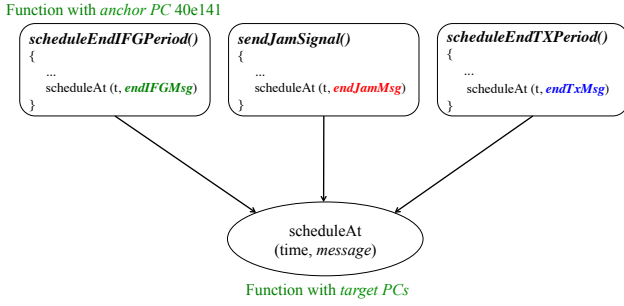 Function with anchor PC 40e141
scheduleEndIFGPeriod()
{
...
scheduleAt (t, endIFGMsg)
}
sendJamSignal()
{
...
scheduleAt (t, endJamMsg)
}
scheduleEndTXPeriod()
{
...
scheduleAt (t, endTxMsg)
}
scheduleAt
(time, message)
Function with target PCs